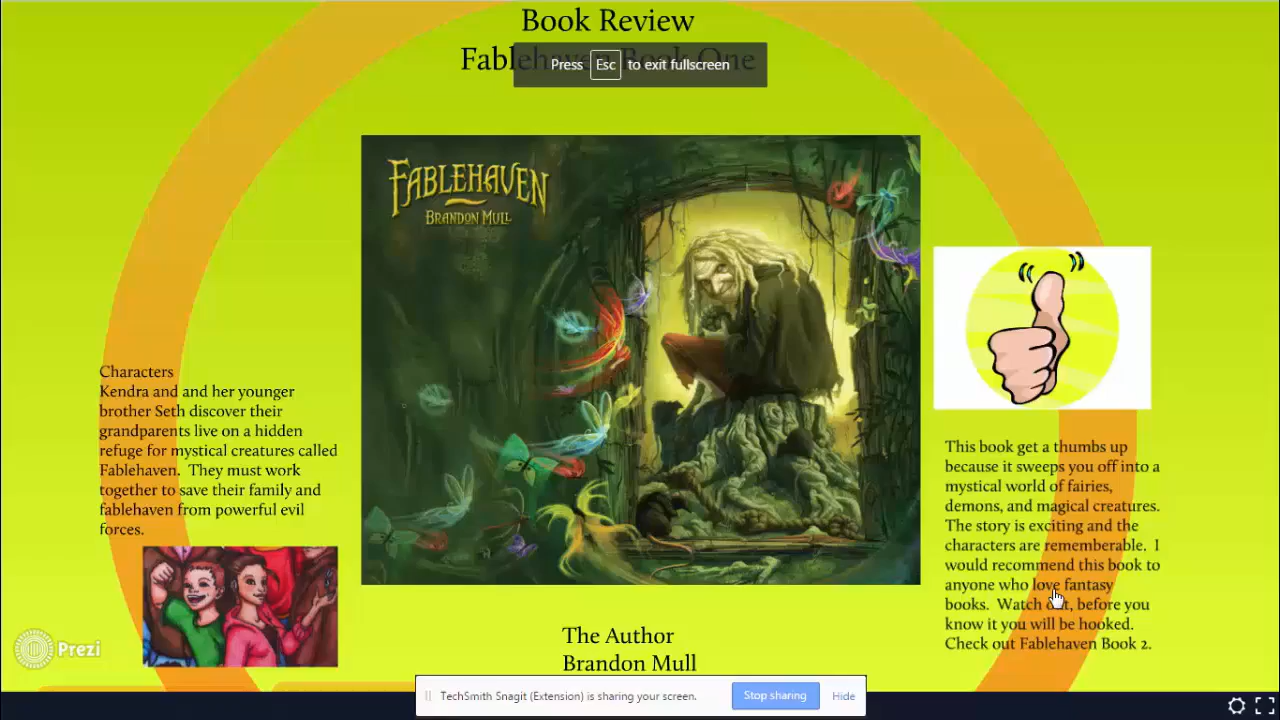 Book Review
Fablehaven Book One
Press Esc to exit fullscreen
FABLEHAVEN
BRANDON MULL
Characters
Kendra and and her younger
brother Seth discover their
grandparents live on a hidden
refuge for mystical creatures called
Fablehaven. They must work
together to save their family and
fablehaven from powerful evil
forces.
This book get a thumbs up
because it sweeps you off into a
mystical world of fairies,
demons, and magical creatures.
The story is exciting and the
characters are rememberable. I
would recommend this book to
anyone who love fantasy
books. Watch out, before you
know it you will be hooked.
Check out Fablehaven Book 2.
Prezi
The Author
Brandon Mull
TechSmith Snagit (Extension) is sharing your screen.
Stop sharing
Hide